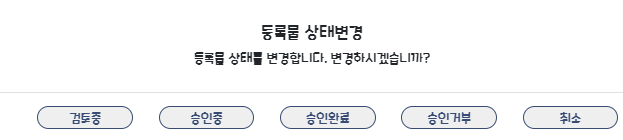 등록물 상태변경
등록물 상태를 변경합니다. 변경하시겠습니까?
검토중 승인중 승인완료 승인거부 취소